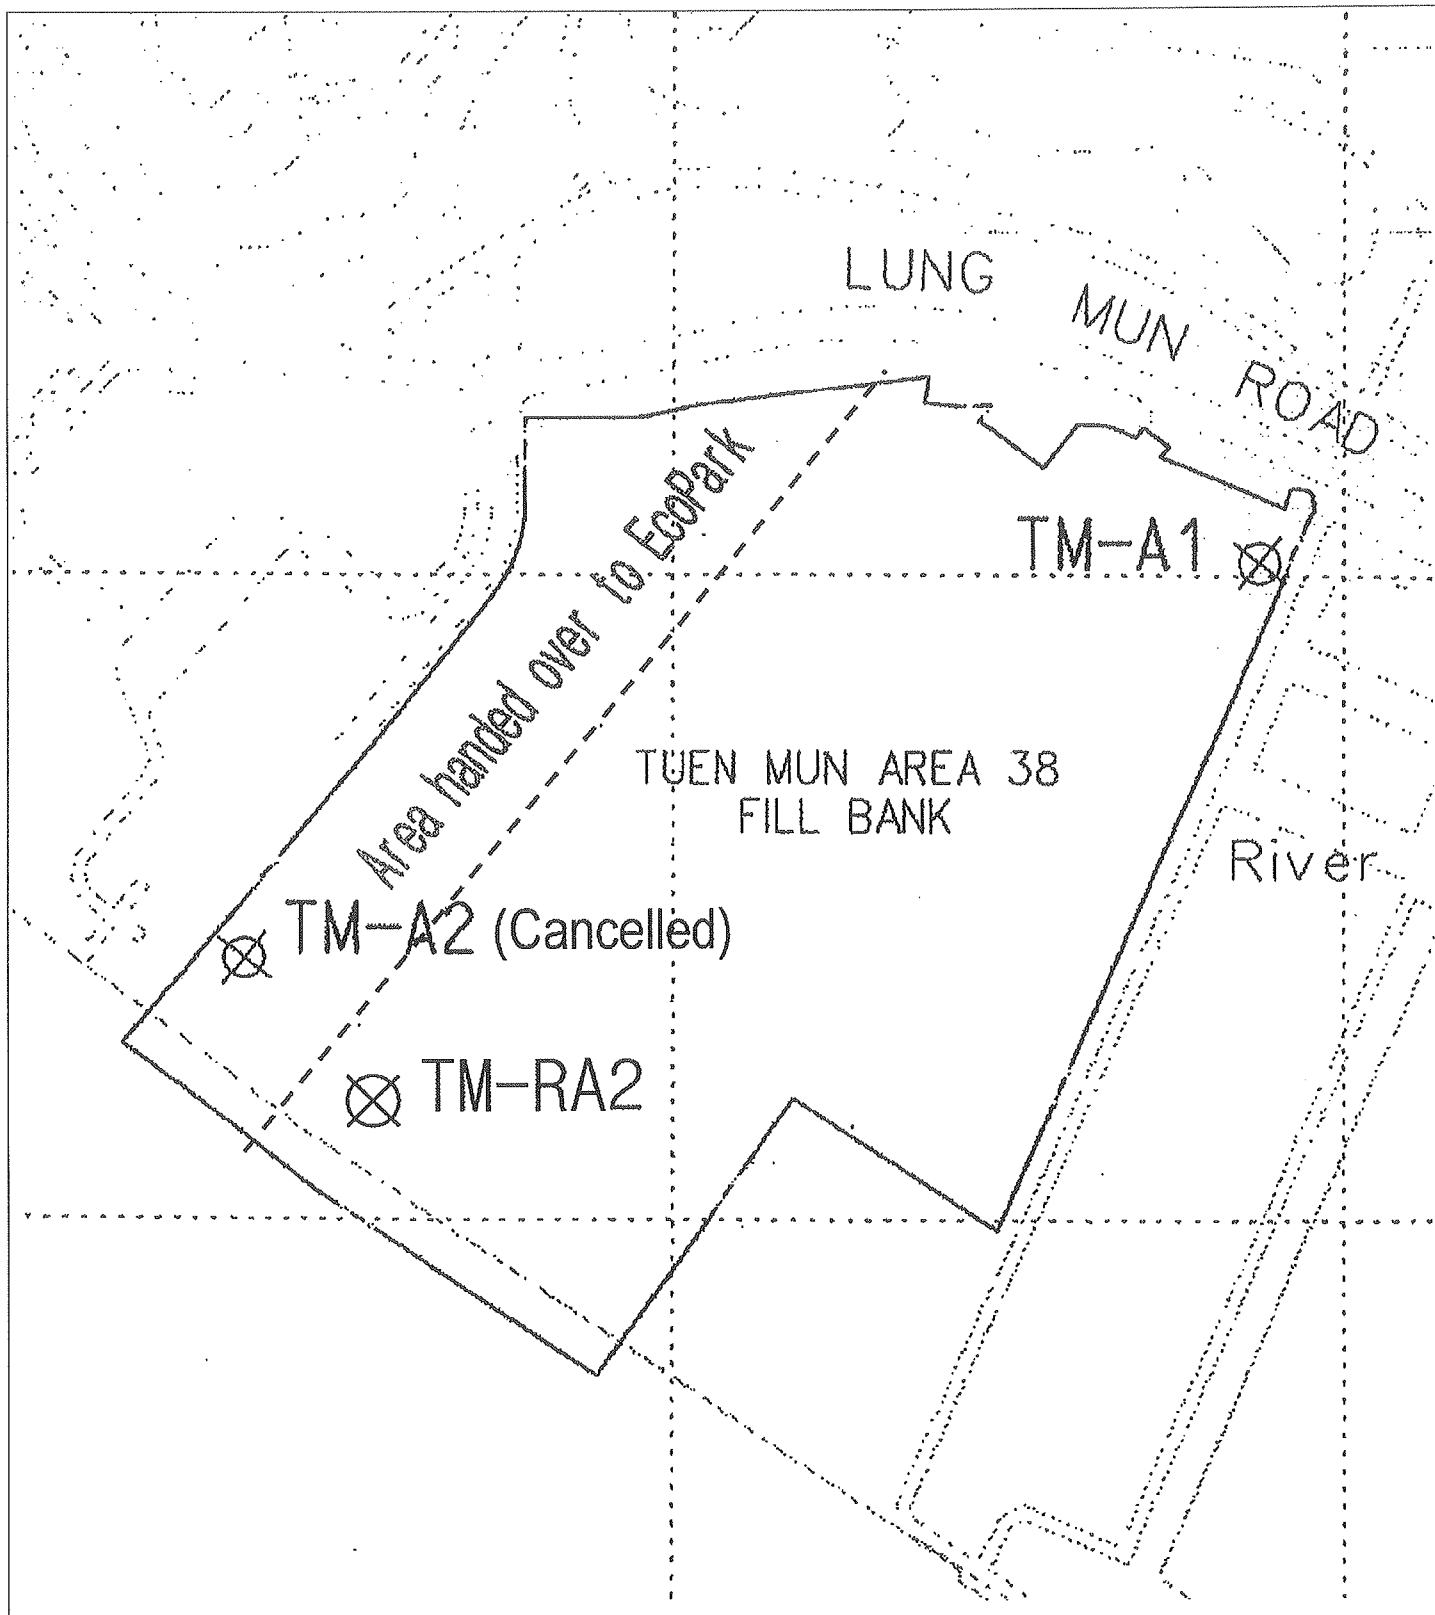 LUNG MUN ROAD
TM-A1
Area handed over to EcoPark
TUEN MUN AREA 38
FILL BANK
River
TM-A2 (Cancelled)
TM-RA2